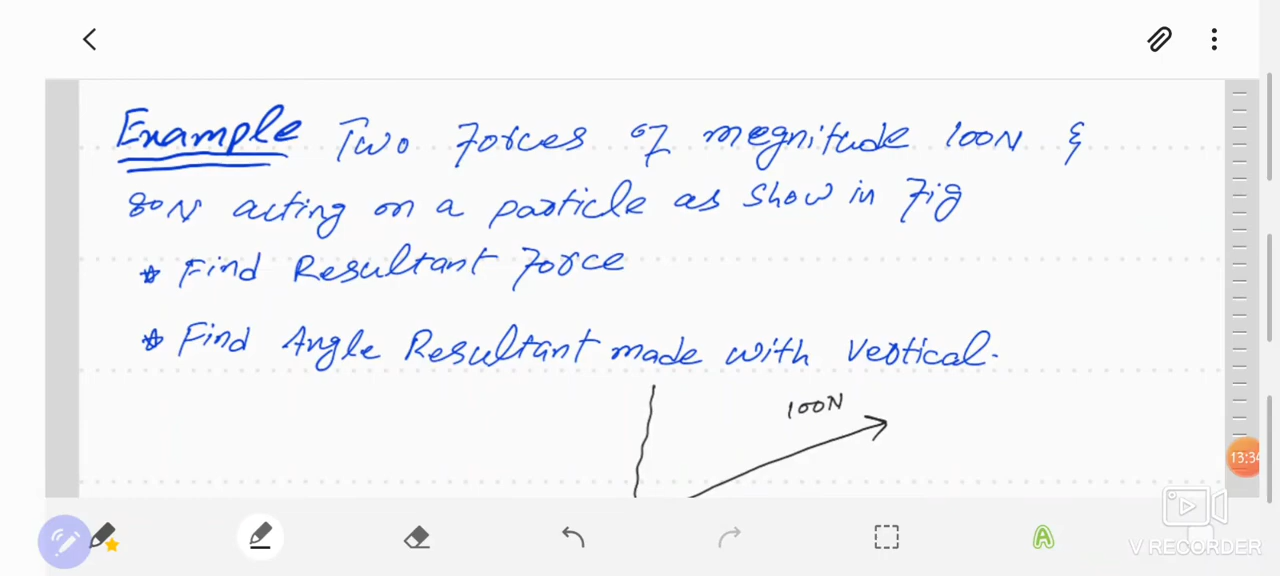 Example Two Forces of megnitude 100N &
80N acting on a particle as show in Fig
* Find Resultant Force
* Find Angle Resultant made with Vertical.
100N
13:34
A
V RECORDER